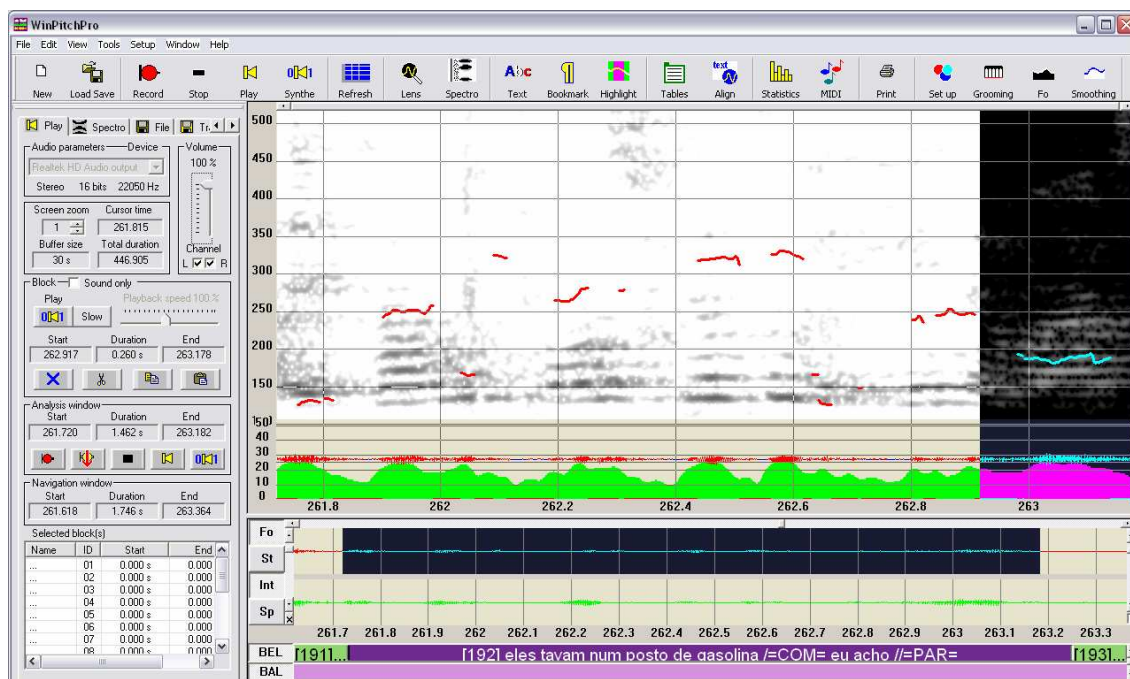 WinPitchPro
File Edit View Tools Setup Window Help
New Load Save Record Stop Play Synthe Refresh Lens Spectro Text Bookmark Highlight Tables Align Statistics MIDI Print Set up Grooming Fo Smoothing
Play Spectro File Tr.
Audio parameters Device Volume
Realtek HD Audio output 100 %
Stereo 16 bits 22050 Hz
Screen zoom Cursor time
1 261.815
Buffer size Total duration Channel
30 s 446.905 L R
Block Sound only
Play Playback speed 100 %
Slow
Start Duration End
262.917 0.260 s 263.178
Analysis window
Start Duration End
261.720 1.462 s 263.182
Navigation window
Start Duration End
261.618 1.746 s 263.364
Selected block(s)
Name ID Start End
... 01 0.000 s 0.000
... 02 0.000 s 0.000
... 03 0.000 s 0.000
... 04 0.000 s 0.000
... 05 0.000 s 0.000
... 06 0.000 s 0.000
... 07 0.000 s 0.000
... 08 0.000 s 0.000
500
450
400
350
300
250
200
150
40
30
20
10
0
261.8 262 262.2 262.4 262.6 262.8 263
Fo
St
Int
Sp
261.7 261.8 261.9 262 262.1 262.2 262.3 262.4 262.5 262.6 262.7 262.8 262.9 263 263.1 263.2 263.3
BEL [191]... [192] eles tavam num posto de gasolina /=COM= eu acho //=PAR= [193]...
BAL